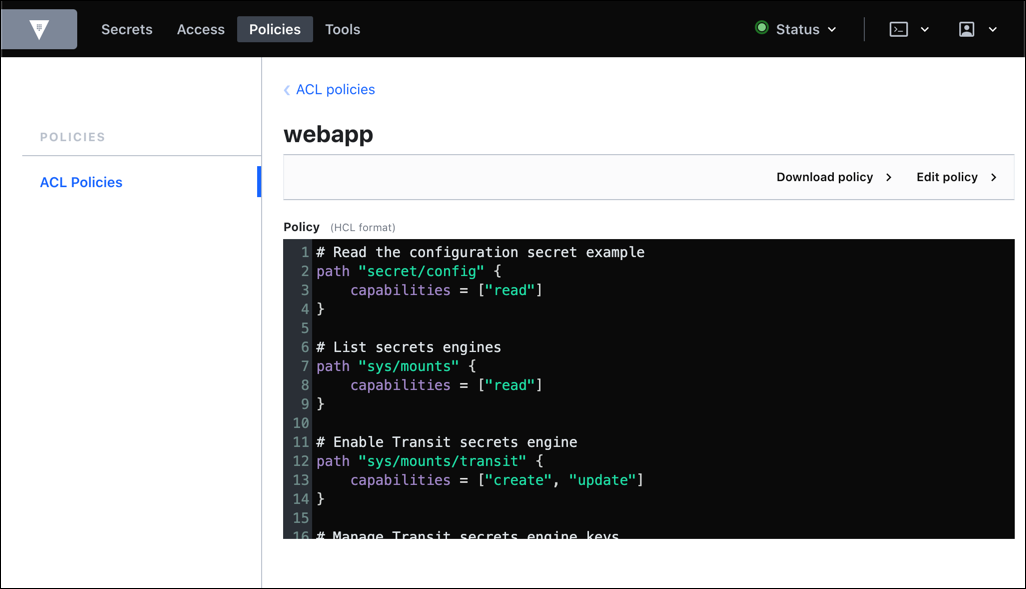 Secrets Access Policies Tools Status
ACL policies
POLICIES
webapp
ACL Policies
Download policy Edit policy
Policy (HCL format)
1 # Read the configuration secret example
2 path "secret/config" {
3 capabilities = ["read"]
4 }
5
6 # List secrets engines
7 path "sys/mounts" {
8 capabilities = ["read"]
9 }
10
11 # Enable Transit secrets engine
12 path "sys/mounts/transit" {
13 capabilities = ["create", "update"]
14 }
15
16 # Manage Transit secrets engine keys